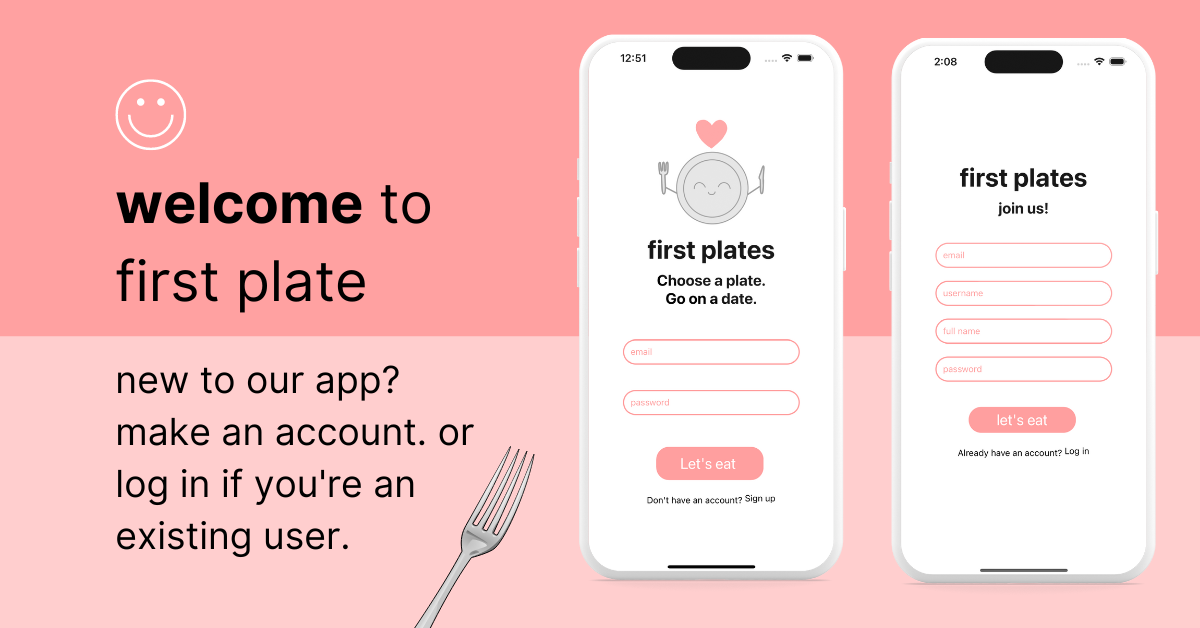 welcome to
first plate
new to our app?
make an account. or
log in if you're an
existing user.
12:51
first plates
Choose a plate.
Go on a date.
email
password
Let's eat
Don't have an account? Sign up
2:08
first plates
join us!
email
username
full name
password
let's eat
Already have an account? Log in